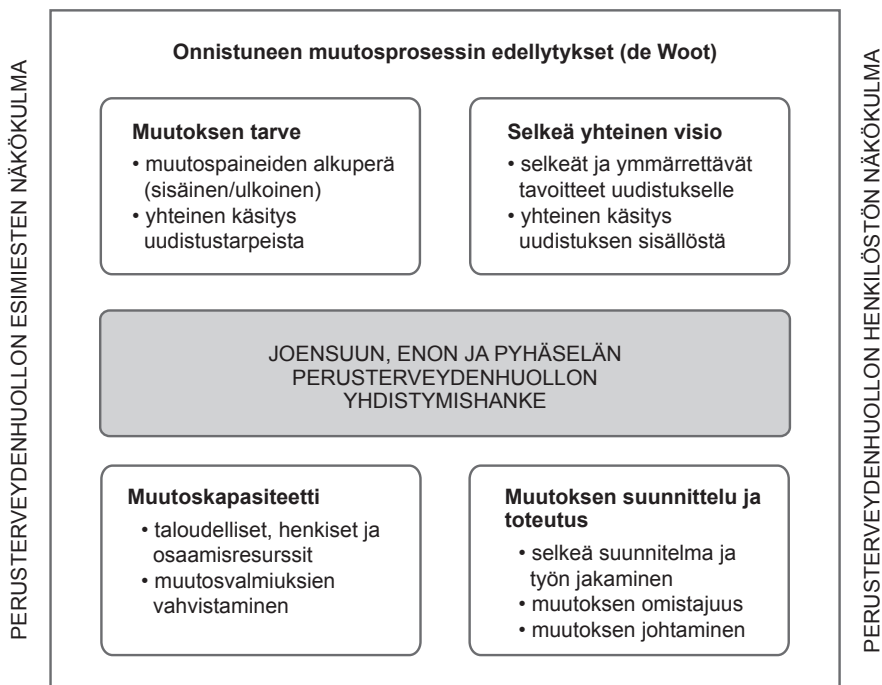 PERUSTERVEYDENHUOLLON ESIMIESTEN NÄKÖKULMA
Onnistuneen muutosprosessin edellytykset (de Woot)
Muutoksen tarve
• muutospaineiden alkuperä
(sisäinen/ulkoinen)
• yhteinen käsitys
uudistustarpeista
Selkeä yhteinen visio
• selkeät ja ymmärrettävät
tavoitteet uudistukselle
• yhteinen käsitys
uudistuksen sisällöstä
JOENSUUN, ENON JA PYHÄSELÄN
PERUSTERVEYDENHUOLLON
YHDISTYMISHANKE
Muutoskapasiteetti
• taloudelliset, henkiset ja
osaamisresurssit
• muutosvalmiuksien
vahvistaminen
Muutoksen suunnittelu ja
toteutus
• selkeä suunnitelma ja
työn jakaminen
• muutoksen omistajuus
• muutoksen johtaminen
PERUSTERVEYDENHUOLLON HENKILÖSTÖN NÄKÖKULMA